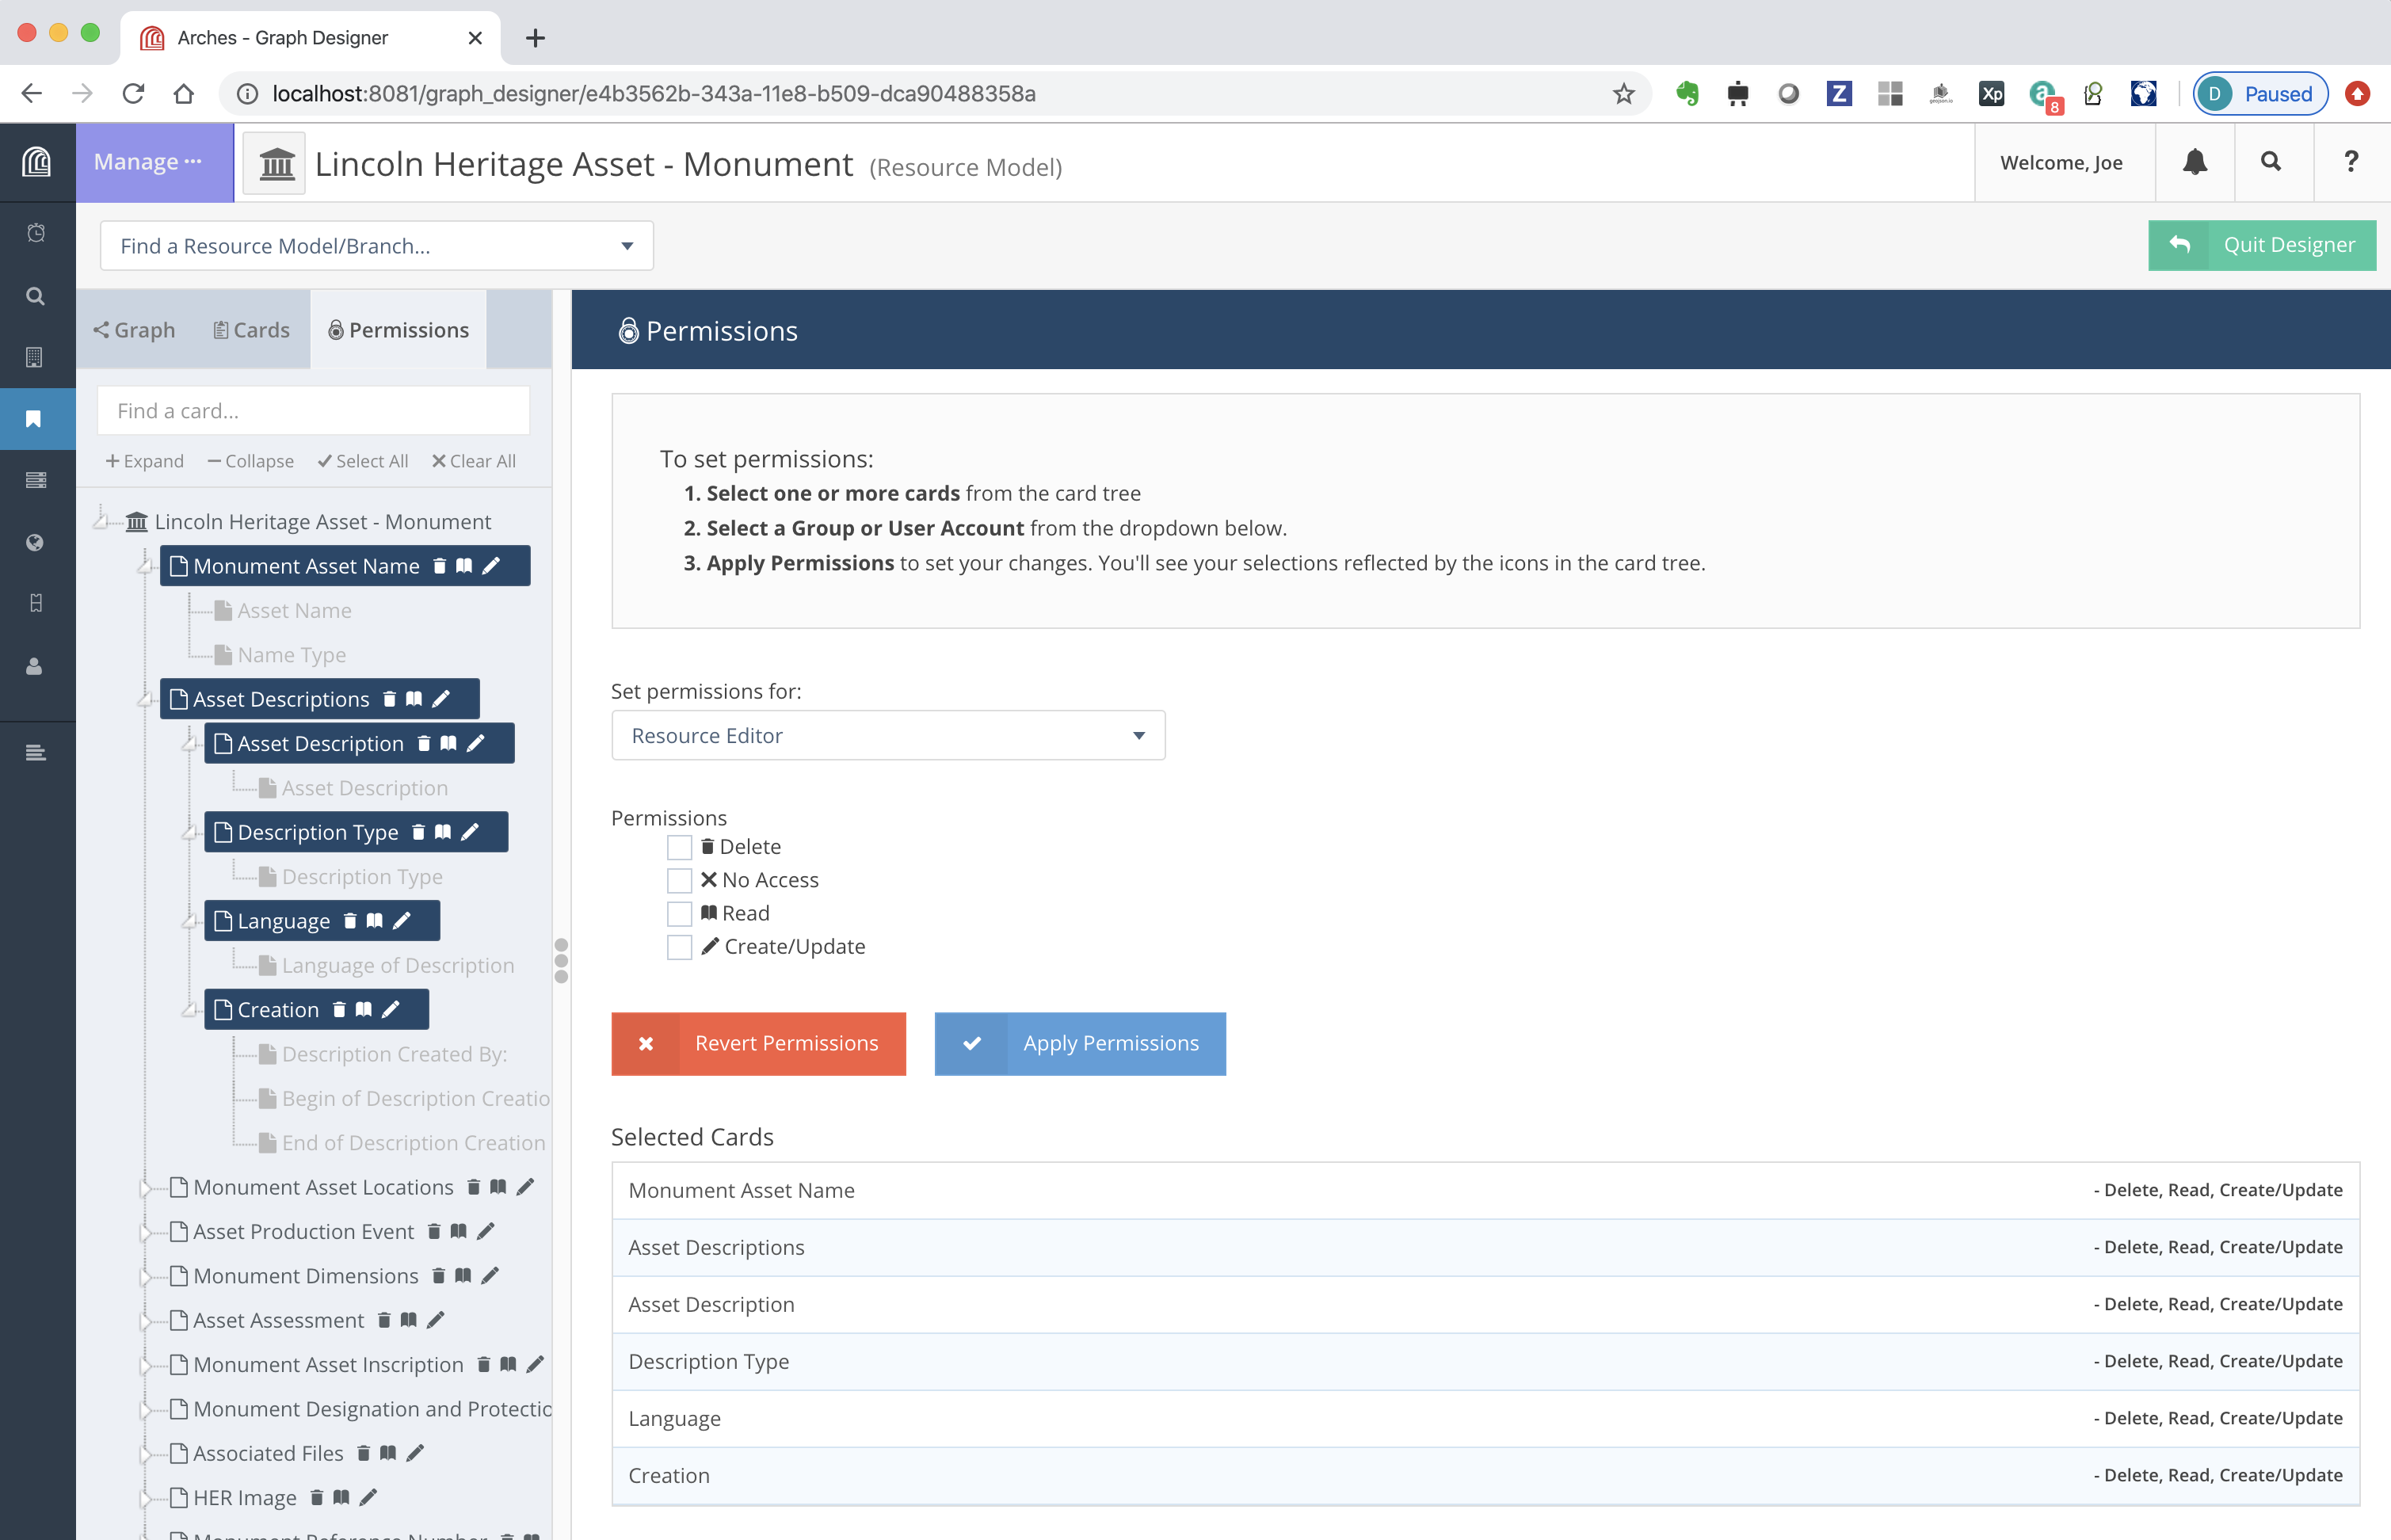 Arches - Graph Designer
localhost:8081/graph_designer/e4b3562b-343a-11e8-b509-dca90488358a
Z
Xp
a
8
D Paused
Manage ···
Lincoln Heritage Asset - Monument (Resource Model)
Welcome, Joe
?
Find a Resource Model/Branch...
Quit Designer
Graph
Cards
Permissions
Permissions
Find a card...
Expand
Collapse
Select All
Clear All
Lincoln Heritage Asset - Monument
Monument Asset Name
Asset Name
Name Type
Asset Descriptions
Asset Description
Asset Description
Description Type
Description Type
Language
Language of Description
Creation
Description Created By:
Begin of Description Creatio
End of Description Creation
Monument Asset Locations
Asset Production Event
Monument Dimensions
Asset Assessment
Monument Asset Inscription
Monument Designation and Protectio
Associated Files
HER Image
Monument Reference Number
To set permissions:
1. Select one or more cards from the card tree
2. Select a Group or User Account from the dropdown below.
3. Apply Permissions to set your changes. You'll see your selections reflected by the icons in the card tree.
Set permissions for:
Resource Editor
Permissions
Delete
No Access
Read
Create/Update
Revert Permissions
Apply Permissions
Selected Cards
Monument Asset Name - Delete, Read, Create/Update
Asset Descriptions - Delete, Read, Create/Update
Asset Description - Delete, Read, Create/Update
Description Type - Delete, Read, Create/Update
Language - Delete, Read, Create/Update
Creation - Delete, Read, Create/Update